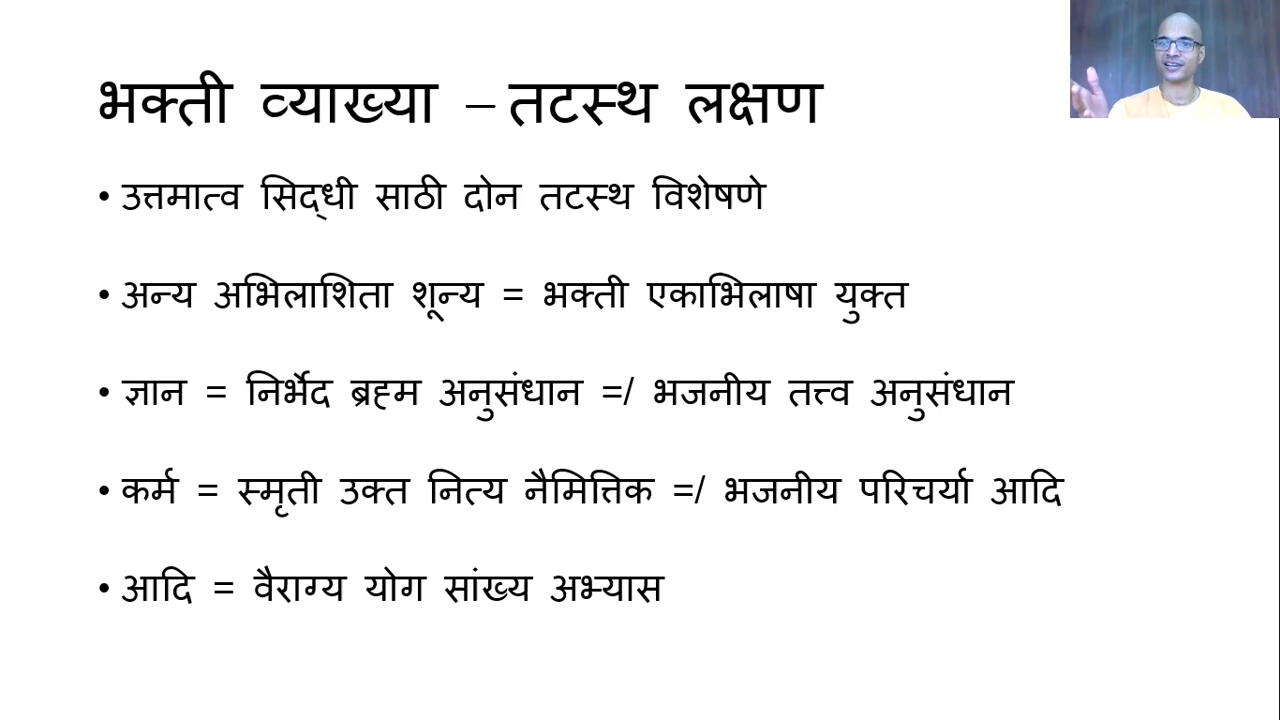 भक्ती व्याख्या – तटस्थ लक्षण
• उत्तमात्व सिद्धी साठी दोन तटस्थ विशेषणे
• अन्य अभिलाशिता शून्य = भक्ती एकाभिलाषा युक्त
• ज्ञान = निर्भेद ब्रह्म अनुसंधान =/ भजनीय तत्त्व अनुसंधान
• कर्म = स्मृती उक्त नित्य नैमित्तिक =/ भजनीय परिचर्या आदि
• आदि = वैराग्य योग सांख्य अभ्यास